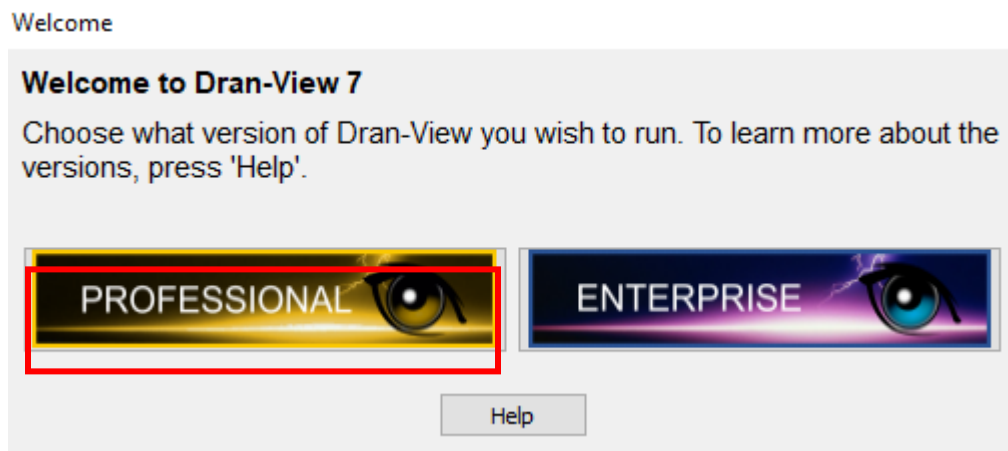 Welcome
Welcome to Dran-View 7
Choose what version of Dran-View you wish to run. To learn more about the
versions, press 'Help'.
PROFESSIONAL
ENTERPRISE
Help